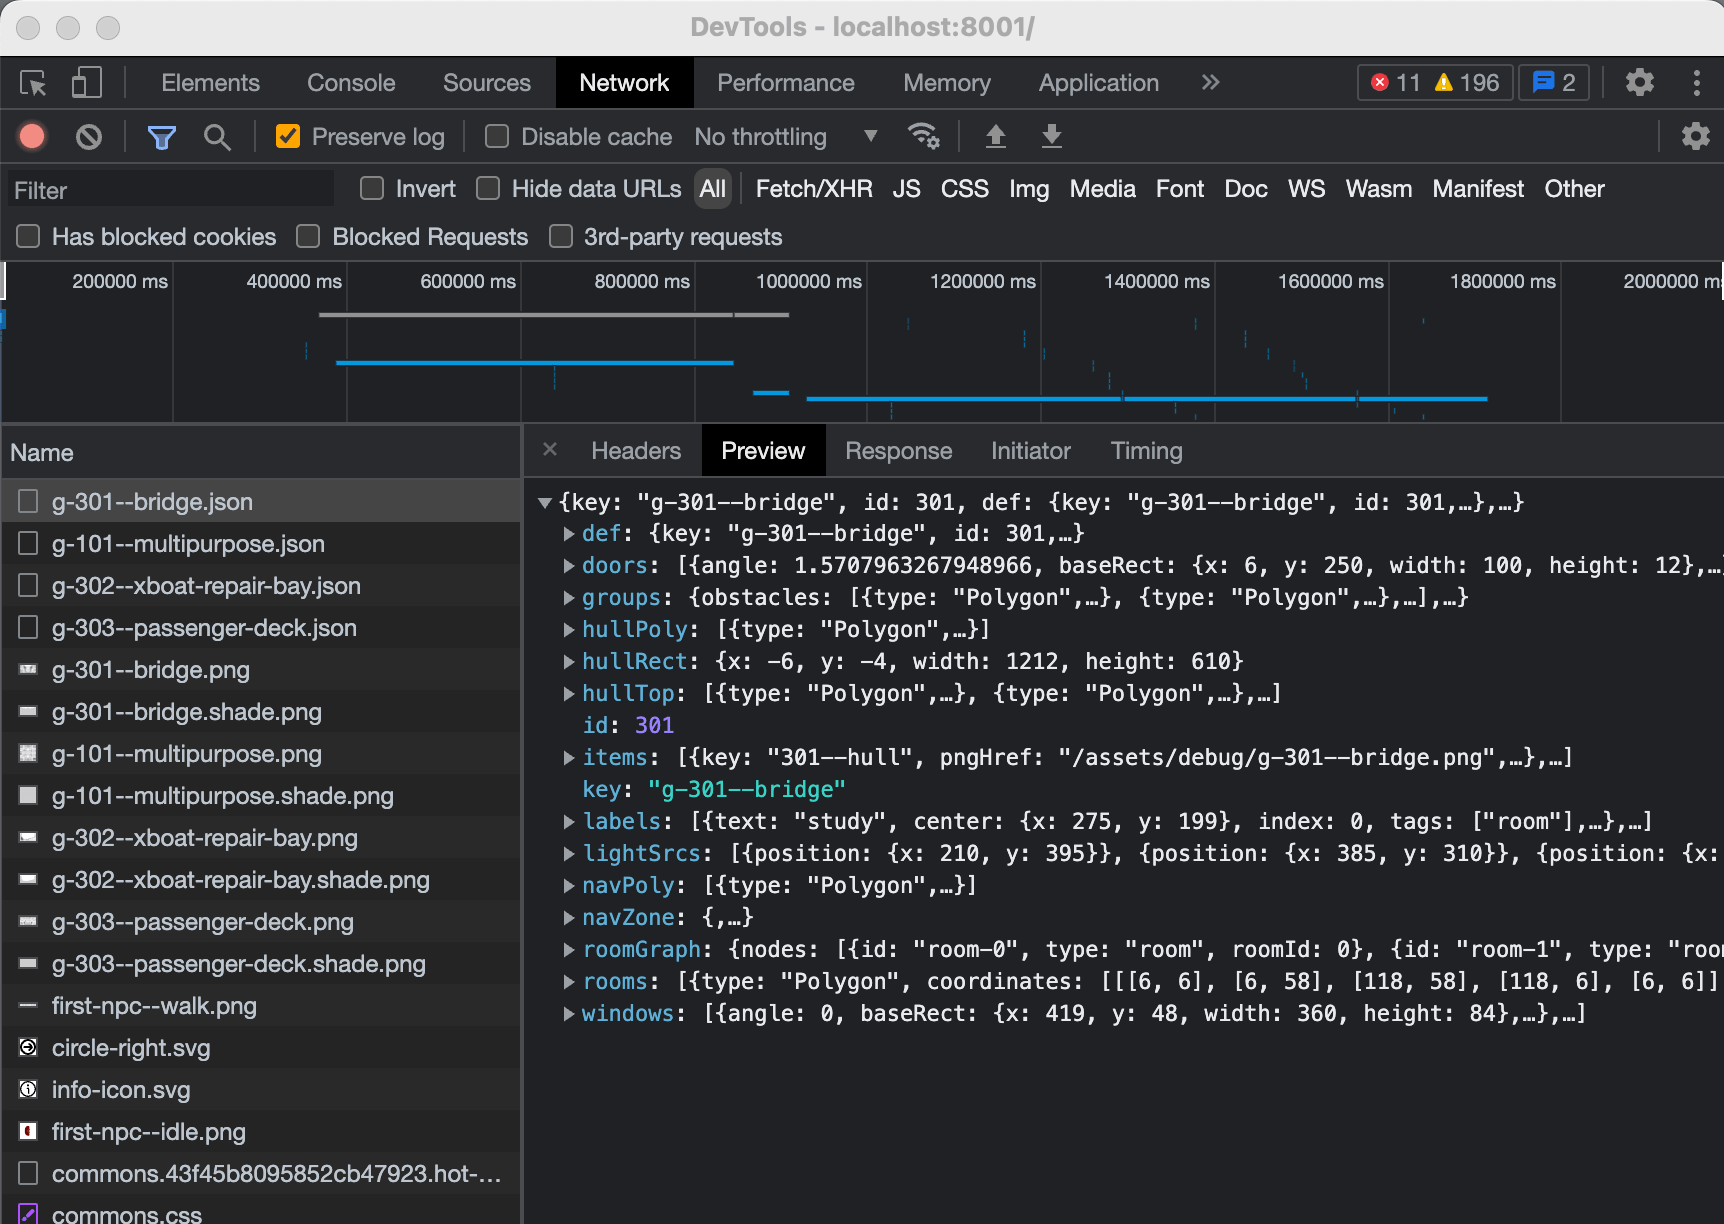 DevTools - localhost:8001/
Elements Console Sources Network Performance Memory Application » 11 196 2
Preserve log Disable cache No throttling
Filter Invert Hide data URLs All Fetch/XHR JS CSS Img Media Font Doc WS Wasm Manifest Other
Has blocked cookies Blocked Requests 3rd-party requests
200000 ms 400000 ms 600000 ms 800000 ms 1000000 ms 1200000 ms 1400000 ms 1600000 ms 1800000 ms 2000000 m
Name
g-301--bridge.json
g-101--multipurpose.json
g-302--xboat-repair-bay.json
g-303--passenger-deck.json
g-301--bridge.png
g-301--bridge.shade.png
g-101--multipurpose.png
g-101--multipurpose.shade.png
g-302--xboat-repair-bay.png
g-302--xboat-repair-bay.shade.png
g-303--passenger-deck.png
g-303--passenger-deck.shade.png
first-npc--walk.png
circle-right.svg
info-icon.svg
first-npc--idle.png
commons.43f45b8095852cb47923.hot-…
commons.css
× Headers Preview Response Initiator Timing
{key: "g-301--bridge", id: 301, def: {key: "g-301--bridge", id: 301,…},…}
def: {key: "g-301--bridge", id: 301,…}
doors: [{angle: 1.5707963267948966, baseRect: {x: 6, y: 250, width: 100, height: 12},…
groups: {obstacles: [{type: "Polygon",…}, {type: "Polygon",…},…],…}
hullPoly: [{type: "Polygon",…}]
hullRect: {x: -6, y: -4, width: 1212, height: 610}
hullTop: [{type: "Polygon",…}, {type: "Polygon",…},…]
id: 301
items: [{key: "301--hull", pngHref: "/assets/debug/g-301--bridge.png",…},…]
key: "g-301--bridge"
labels: [{text: "study", center: {x: 275, y: 199}, index: 0, tags: ["room"],…},…]
lightSrcs: [{position: {x: 210, y: 395}}, {position: {x: 385, y: 310}}, {position: {x:
navPoly: [{type: "Polygon",…}]
navZone: {,…}
roomGraph: {nodes: [{id: "room-0", type: "room", roomId: 0}, {id: "room-1", type: "roo
rooms: [{type: "Polygon", coordinates: [[[6, 6], [6, 58], [118, 58], [118, 6], [6, 6]]
windows: [{angle: 0, baseRect: {x: 419, y: 48, width: 360, height: 84},…},…]